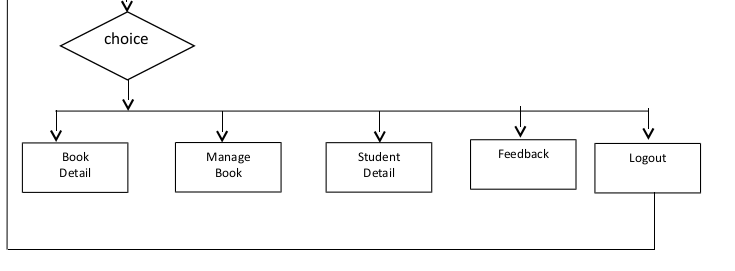 choice
Book
Detail
Manage
Book
Student
Detail
Feedback
Logout